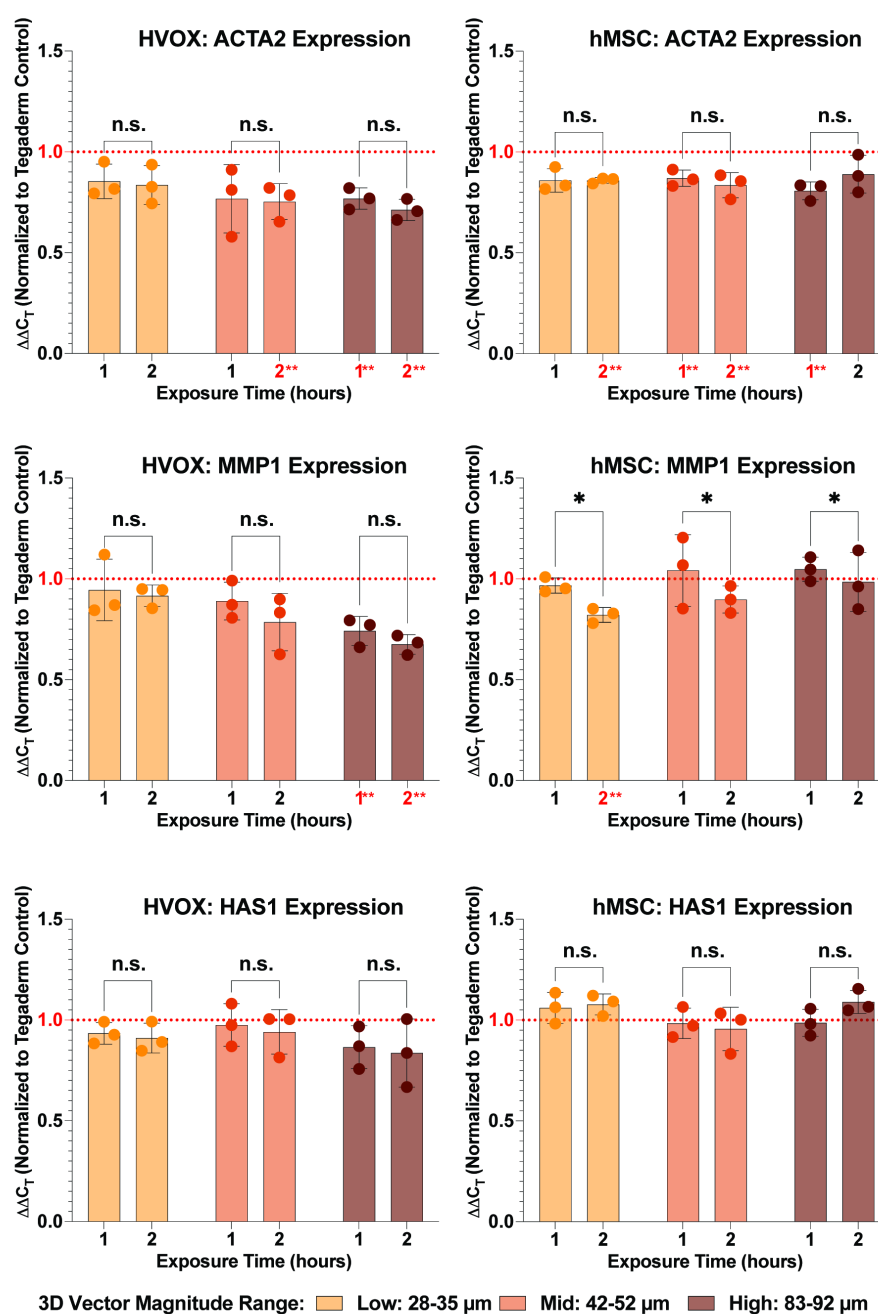 HVOX: ACTA2 Expression
ΔΔCT (Normalized to Tegaderm Control)
1.5
1.0
0.5
0.0
n.s. n.s. n.s.
1 2 1 2** 1** 2**
Exposure Time (hours)
hMSC: ACTA2 Expression
ΔΔCT (Normalized to Tegaderm Control)
1.5
1.0
0.5
0.0
n.s. n.s. n.s.
1 2** 1** 2** 1** 2
Exposure Time (hours)
HVOX: MMP1 Expression
ΔΔCT (Normalized to Tegaderm Control)
1.5
1.0
0.5
0.0
n.s. n.s. n.s.
1 2 1 2 1** 2**
Exposure Time (hours)
hMSC: MMP1 Expression
ΔΔCT (Normalized to Tegaderm Control)
1.5
1.0
0.5
0.0
* * *
1 2** 1 2 1 2
Exposure Time (hours)
HVOX: HAS1 Expression
ΔΔCT (Normalized to Tegaderm Control)
1.5
1.0
0.5
0.0
n.s. n.s. n.s.
1 2 1 2 1 2
Exposure Time (hours)
hMSC: HAS1 Expression
ΔΔCT (Normalized to Tegaderm Control)
1.5
1.0
0.5
0.0
n.s. n.s. n.s.
1 2 1 2 1 2
Exposure Time (hours)
3D Vector Magnitude Range: Low: 28-35 µm Mid: 42-52 µm High: 83-92 µm